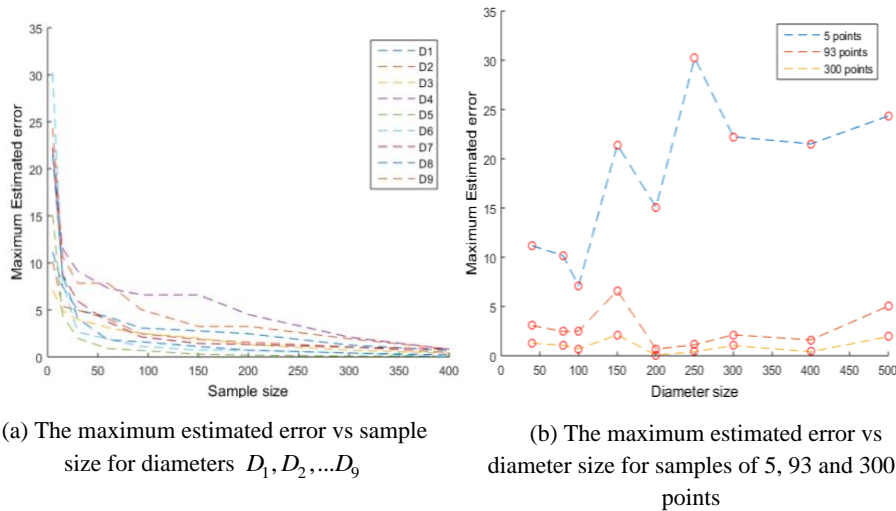 35
30
25
20
15
10
5
0
Maximum Estimated error
0 50 100 150 200 250 300 350 400
Sample size
D1
D2
D3
D4
D5
D6
D7
D8
D9
(a) The maximum estimated error vs sample
size for diameters D1, D2, ...D9
35
30
25
20
15
10
5
0
Maximum Estimated error
0 50 100 150 200 250 300 350 400 450 500
Diameter size
5 points
93 points
300 points
(b) The maximum estimated error vs
diameter size for samples of 5, 93 and 300
points